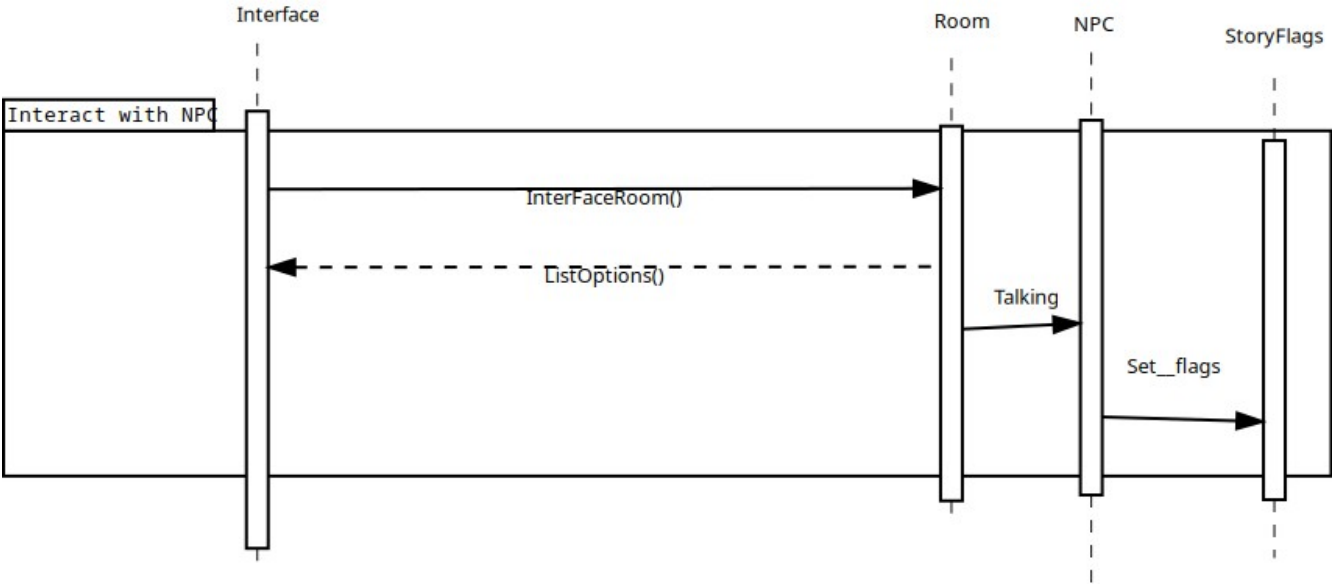 Interface
Room
NPC
StoryFlags
Interact with NPC
InterFaceRoom()
ListOptions()
Talking
Set__flags